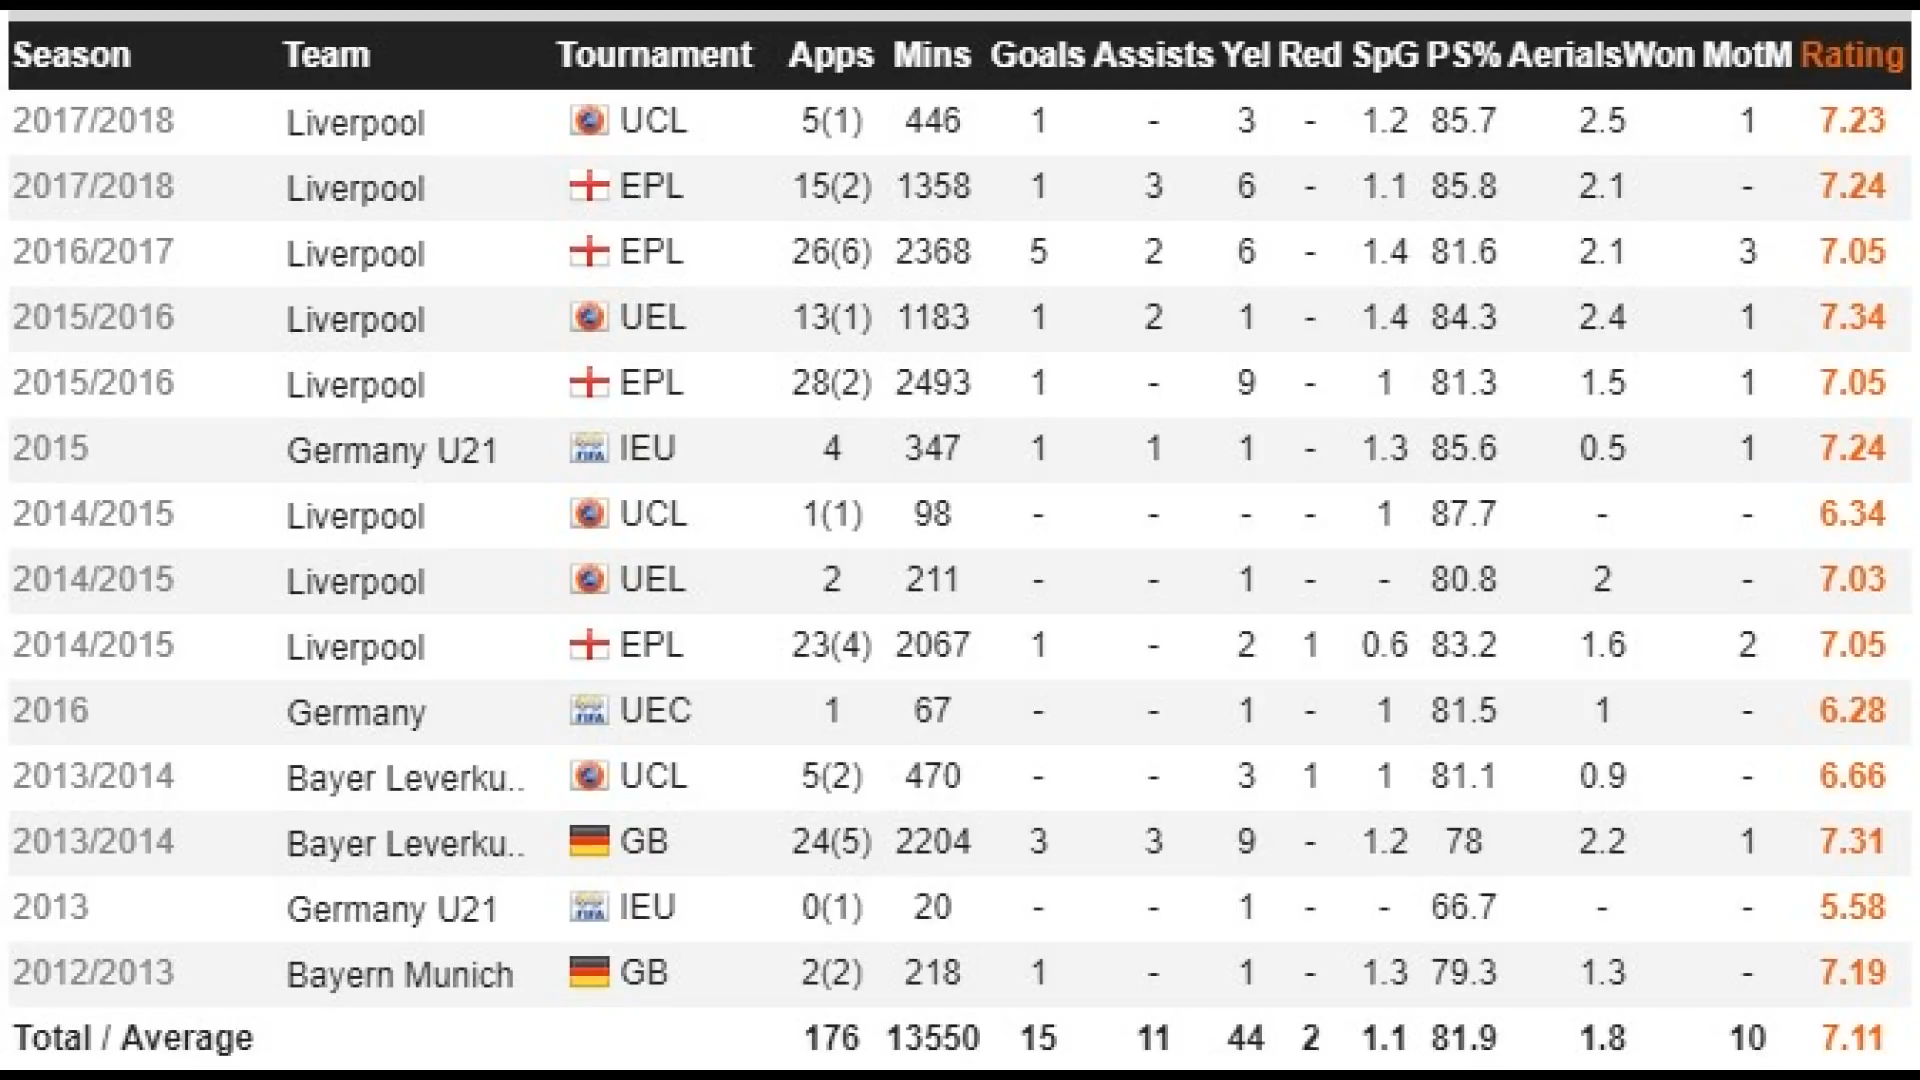 Season Team Tournament Apps Mins Goals Assists Yel Red SpG PS% AerialsWon MotM Rating
2017/2018 Liverpool UCL 5(1) 446 1 - 3 - 1.2 85.7 2.5 1 7.23
2017/2018 Liverpool EPL 15(2) 1358 1 3 6 - 1.1 85.8 2.1 - 7.24
2016/2017 Liverpool EPL 26(6) 2368 5 2 6 - 1.4 81.6 2.1 3 7.05
2015/2016 Liverpool UEL 13(1) 1183 1 2 1 - 1.4 84.3 2.4 1 7.34
2015/2016 Liverpool EPL 28(2) 2493 1 - 9 - 1 81.3 1.5 1 7.05
2015 Germany U21 IEU 4 347 1 1 1 - 1.3 85.6 0.5 1 7.24
2014/2015 Liverpool UCL 1(1) 98 - - - - 1 87.7 - - 6.34
2014/2015 Liverpool UEL 2 211 - - 1 - - 80.8 2 - 7.03
2014/2015 Liverpool EPL 23(4) 2067 1 - 2 1 0.6 83.2 1.6 2 7.05
2016 Germany UEC 1 67 - - 1 - 1 81.5 1 - 6.28
2013/2014 Bayer Leverku.. UCL 5(2) 470 - - 3 1 1 81.1 0.9 - 6.66
2013/2014 Bayer Leverku.. GB 24(5) 2204 3 3 9 - 1.2 78 2.2 1 7.31
2013 Germany U21 IEU 0(1) 20 - - 1 - - 66.7 - - 5.58
2012/2013 Bayern Munich GB 2(2) 218 1 - 1 - 1.3 79.3 1.3 - 7.19
Total / Average 176 13550 15 11 44 2 1.1 81.9 1.8 10 7.11